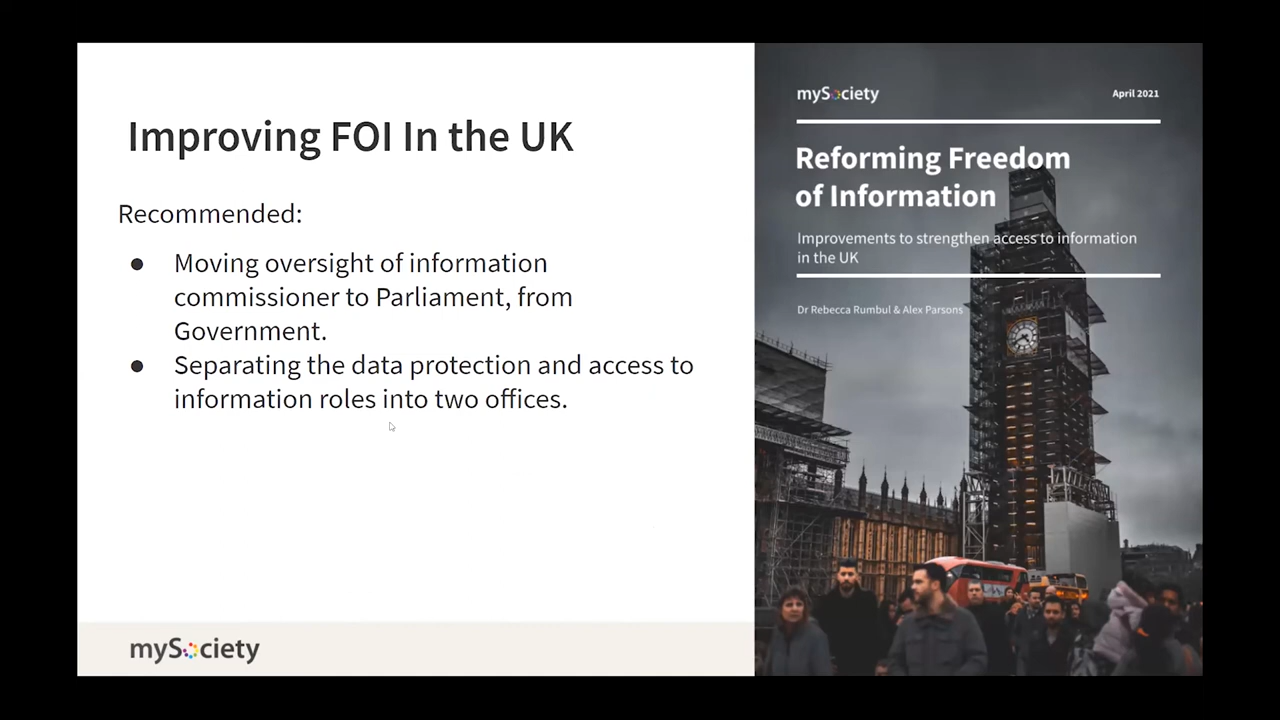 Improving FOI In the UK
Recommended:
● Moving oversight of information
commissioner to Parliament, from
Government.
● Separating the data protection and access to
information roles into two offices.
mySociety
mySociety
April 2021
Reforming Freedom
of Information
Improvements to strengthen access to information
in the UK
Dr Rebecca Rumbul & Alex Parsons